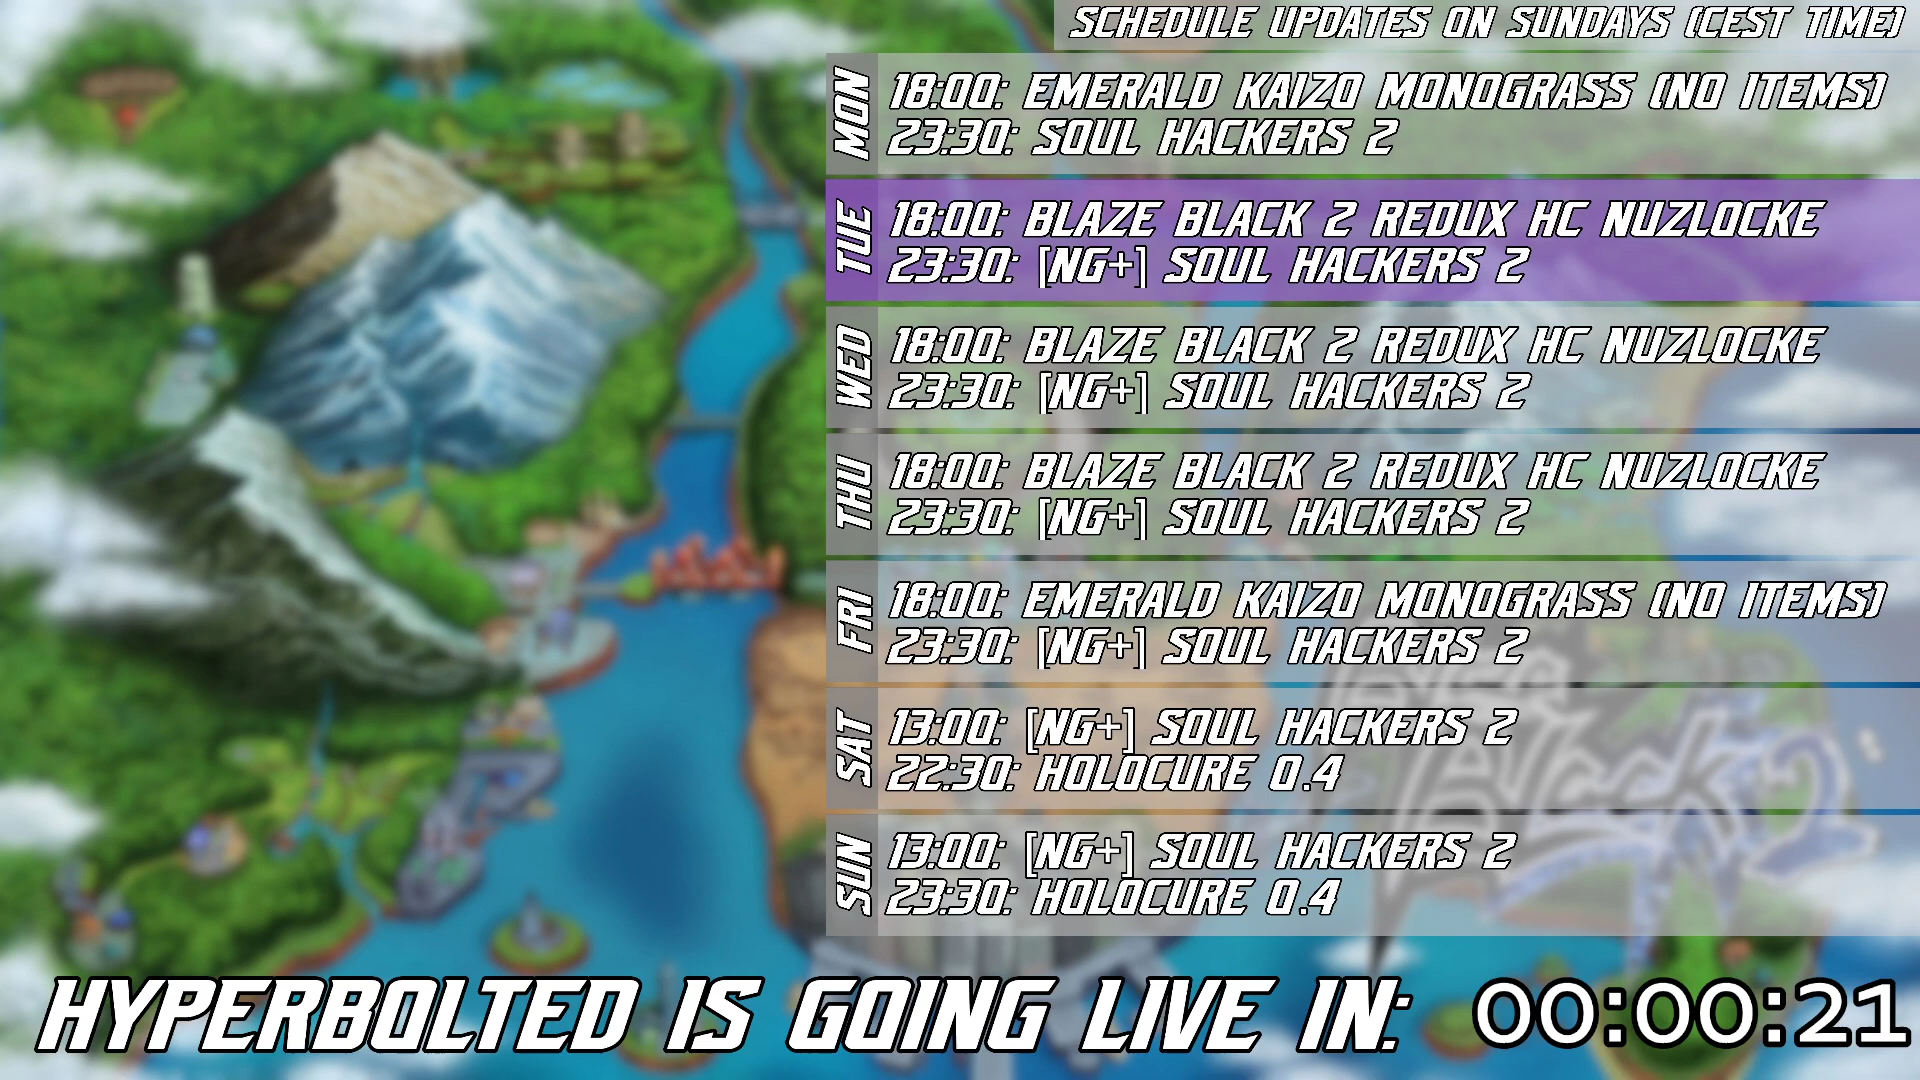 SCHEDULE UPDATES ON SUNDAYS (CEST TIME)
MON
18:00: EMERALD KAIZO MONOGRASS (NO ITEMS)
23:30: SOUL HACKERS 2
TUE
18:00: BLAZE BLACK 2 REDUX HC NUZLOCKE
23:30: [NG+] SOUL HACKERS 2
WED
18:00: BLAZE BLACK 2 REDUX HC NUZLOCKE
23:30: [NG+] SOUL HACKERS 2
THU
18:00: BLAZE BLACK 2 REDUX HC NUZLOCKE
23:30: [NG+] SOUL HACKERS 2
FRI
18:00: EMERALD KAIZO MONOGRASS (NO ITEMS)
23:30: [NG+] SOUL HACKERS 2
SAT
13:00: [NG+] SOUL HACKERS 2
22:30: HOLOCURE 0.4
SUN
13:00: [NG+] SOUL HACKERS 2
23:30: HOLOCURE 0.4
Black 2
HYPERBOLTED IS GOING LIVE IN: 00:00:21